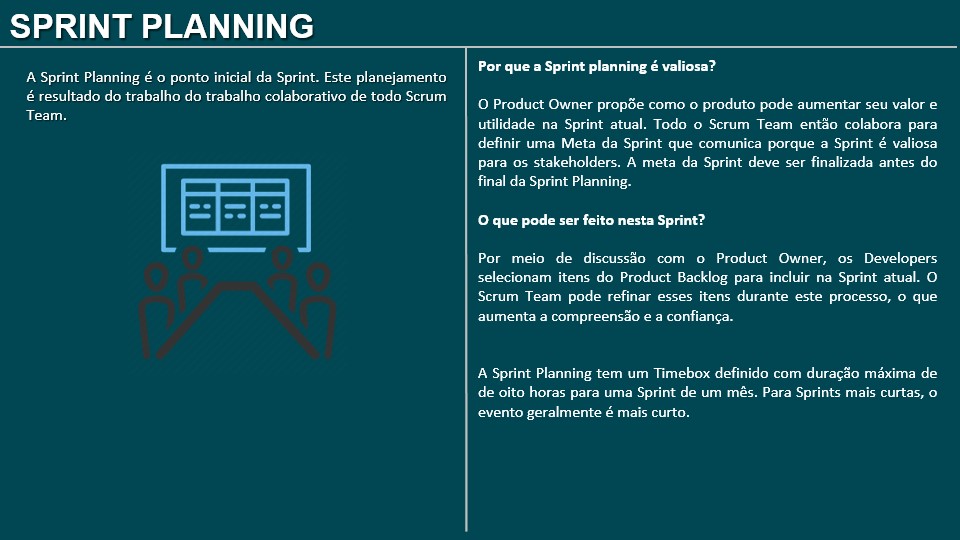 SPRINT PLANNING
A Sprint Planning é o ponto inicial da Sprint. Este planejamento
é resultado do trabalho do trabalho colaborativo de todo Scrum
Team.
Por que a Sprint planning é valiosa?
O Product Owner propõe como o produto pode aumentar seu valor e
utilidade na Sprint atual. Todo o Scrum Team então colabora para
definir uma Meta da Sprint que comunica porque a Sprint é valiosa
para os stakeholders. A meta da Sprint deve ser finalizada antes do
final da Sprint Planning.
O que pode ser feito nesta Sprint?
Por meio de discussão com o Product Owner, os Developers
selecionam itens do Product Backlog para incluir na Sprint atual. O
Scrum Team pode refinar esses itens durante este processo, o que
aumenta a compreensão e a confiança.
A Sprint Planning tem um Timebox definido com duração máxima de
de oito horas para uma Sprint de um mês. Para Sprints mais curtas, o
evento geralmente é mais curto.